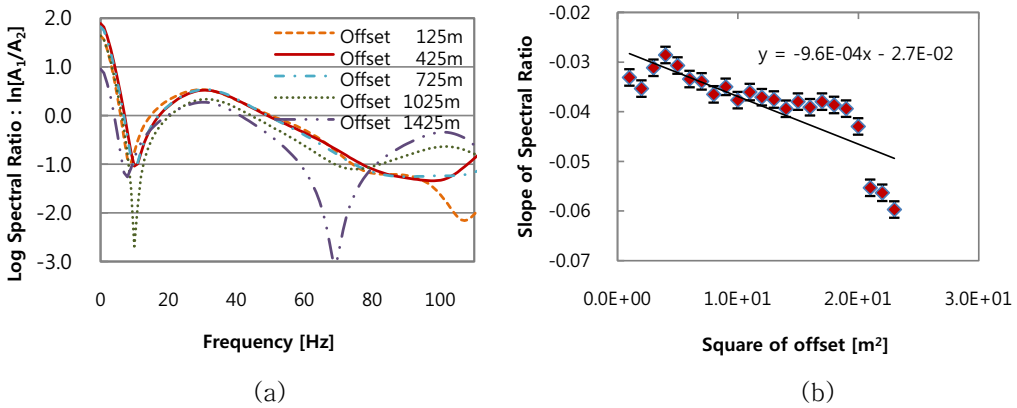 2.0
1.0
0.0
-1.0
-2.0
-3.0
0 20 40 60 80 100
Log Spectral Ratio : ln[A1/A2]
Frequency [Hz]
Offset 125m
Offset 425m
Offset 725m
Offset 1025m
Offset 1425m
(a)
-0.02
-0.03
-0.04
-0.05
-0.06
-0.07
0.0E+00 1.0E+01 2.0E+01 3.0E+01
Slope of Spectral Ratio
Square of offset [m²]
y = -9.6E-04x - 2.7E-02
(b)